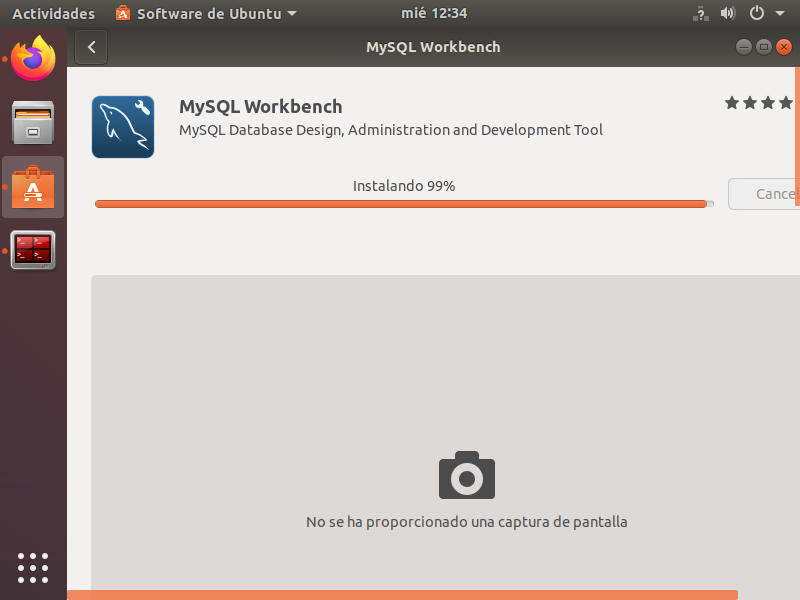 Actividades Software de Ubuntu mié 12:34
MySQL Workbench
MySQL Workbench
MySQL Database Design, Administration and Development Tool
Instalando 99%
Cance
No se ha proporcionado una captura de pantalla